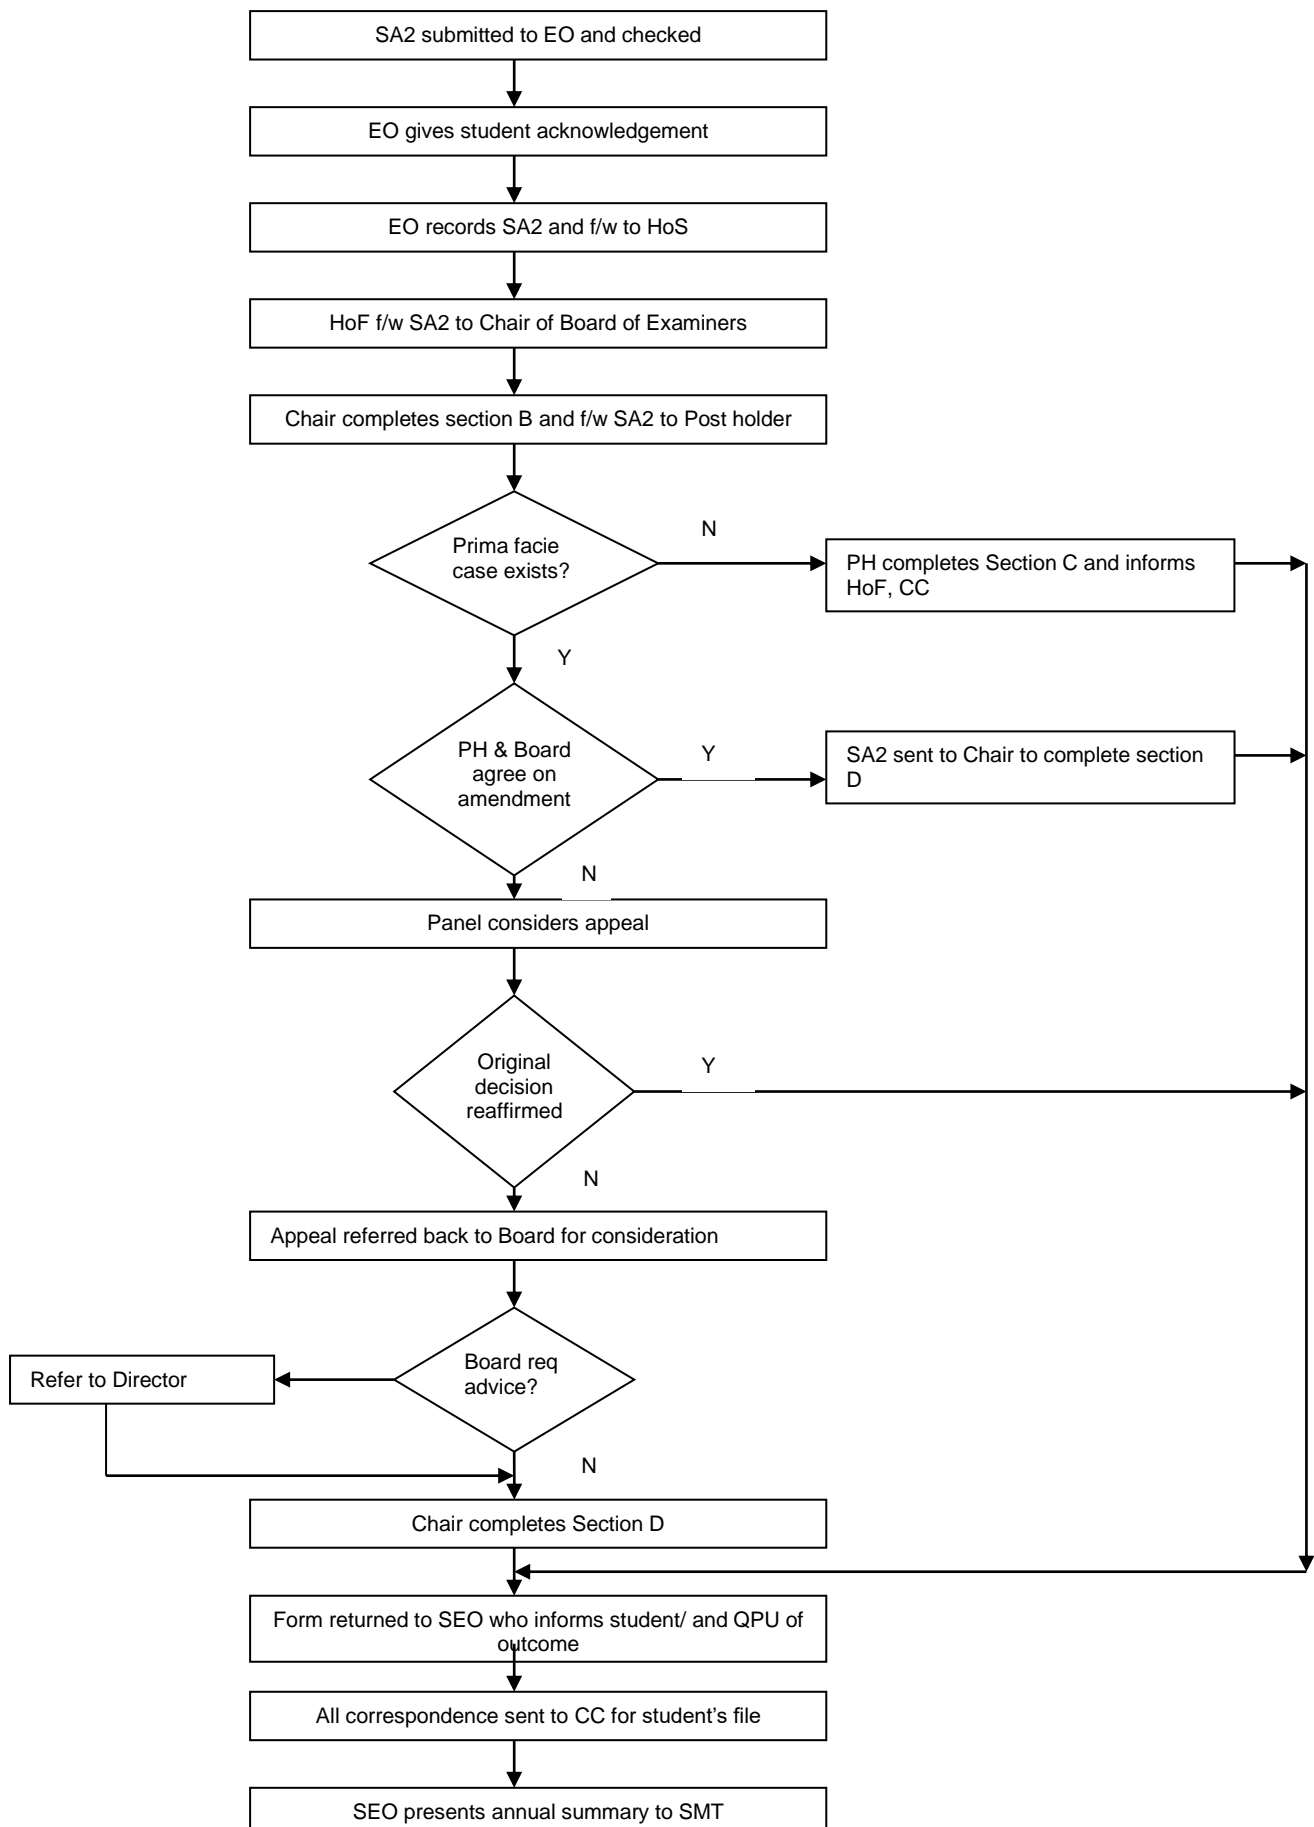 SA2 submitted to EO and checked
EO gives student acknowledgement
EO records SA2 and f/w to HoS
HoF f/w SA2 to Chair of Board of Examiners
Chair completes section B and f/w SA2 to Post holder
N
Prima facie
case exists?
PH completes Section C and informs
HoF, CC
Y
PH & Board
agree on
amendment
Y
SA2 sent to Chair to complete section
D
N
Panel considers appeal
Original
decision
reaffirmed
Y
N
Appeal referred back to Board for consideration
Board req
advice?
Refer to Director
N
Chair completes Section D
Form returned to SEO who informs student/ and QPU of
outcome
All correspondence sent to CC for student’s file
SEO presents annual summary to SMT